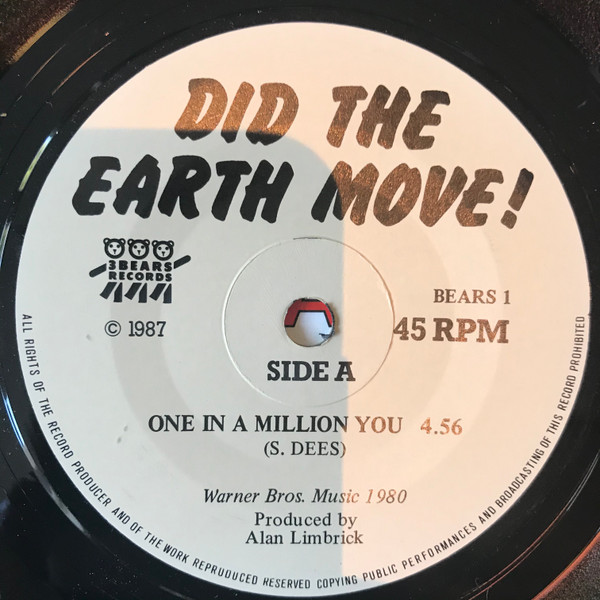 DID THE
EARTH MOVE!
3BEARS
RECORDS
BEARS 1
© 1987
45 RPM
SIDE A
ONE IN A MILLION YOU 4.56
(S. DEES)
Warner Bros. Music 1980
Produced by
Alan Limbrick
ALL RIGHTS OF THE RECORD PRODUCER AND OF THE WORK REPRUDUCED RESERVED COPYING PUBLIC PERFORMANCES AND BROADCASTING OF THIS RECORD PROHIBITED